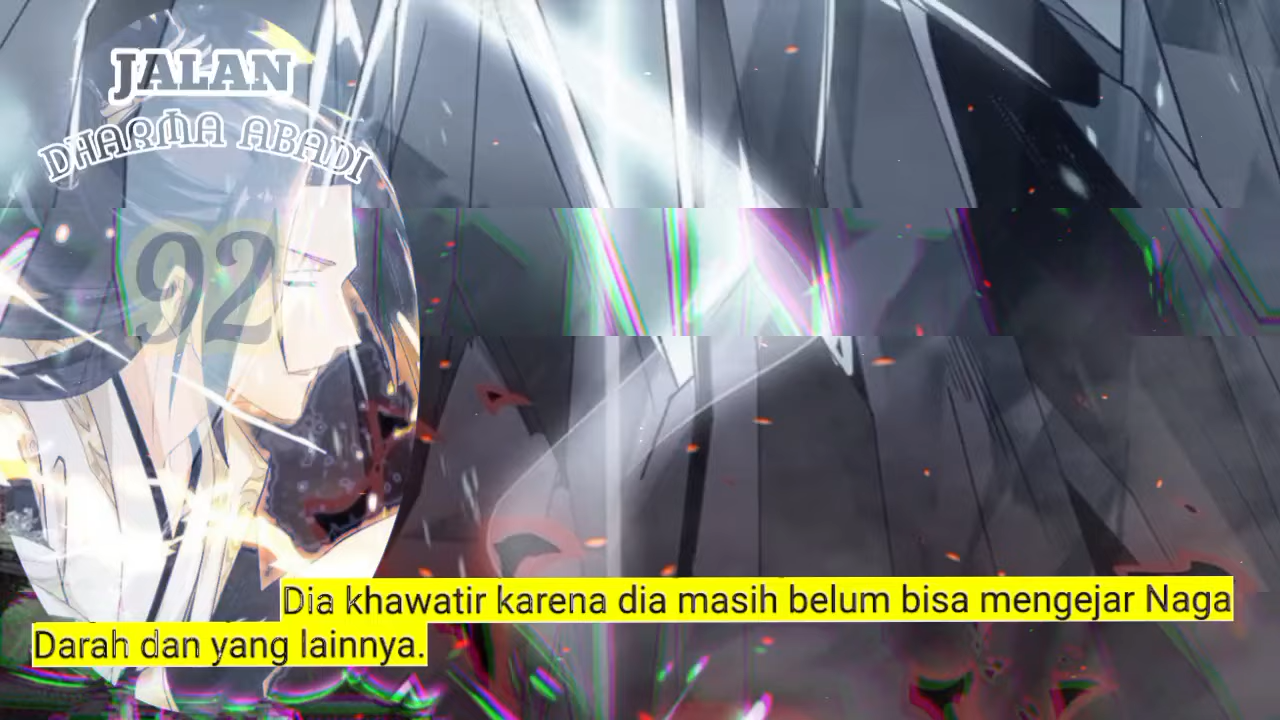 JALAN
DHARMA ABADI
92
Dia khawatir karena dia masih belum bisa mengejar Naga
Darah dan yang lainnya.